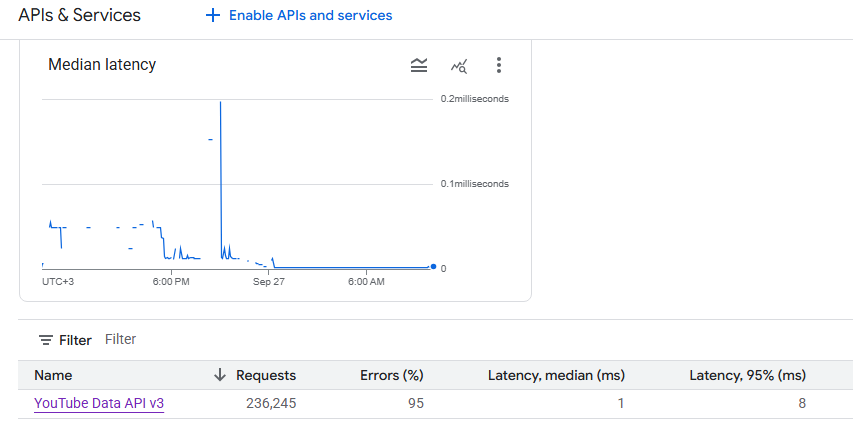 APIs & Services
Enable APIs and services
Median latency
0.2milliseconds
0.1milliseconds
0
UTC+3 6:00 PM Sep 27 6:00 AM
Filter Filter
Name Requests Errors (%) Latency, median (ms) Latency, 95% (ms)
YouTube Data API v3 236,245 95 1 8